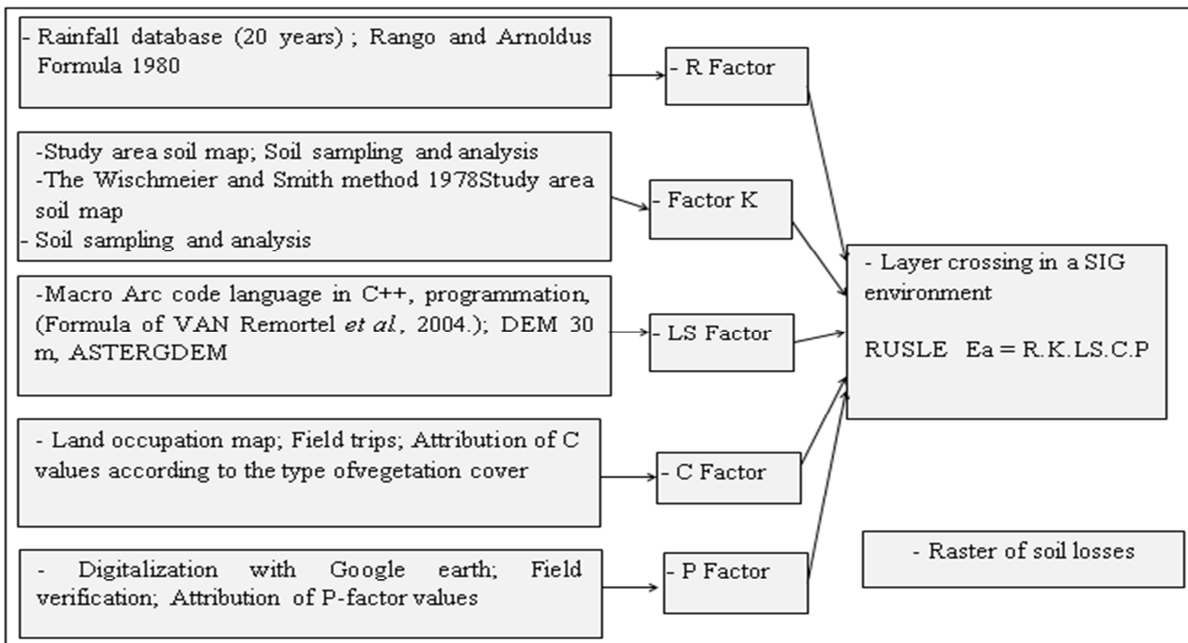 - Rainfall database (20 years) ; Rango and Arnoldus
Formula 1980
- R Factor
-Study area soil map; Soil sampling and analysis
-The Wischmeier and Smith method 1978Study area
soil map
- Soil sampling and analysis
- Factor K
-Macro Arc code language in C++, programmation,
(Formula of VAN Remortel et al., 2004.); DEM 30
m, ASTERGDEM
- LS Factor
- Land occupation map; Field trips; Attribution of C
values according to the type ofvegetation cover
- C Factor
- Digitalization with Google earth; Field
verification; Attribution of P-factor values
- P Factor
- Layer crossing in a SIG
environment
RUSLE Ea = R.K.LS.C.P
- Raster of soil losses